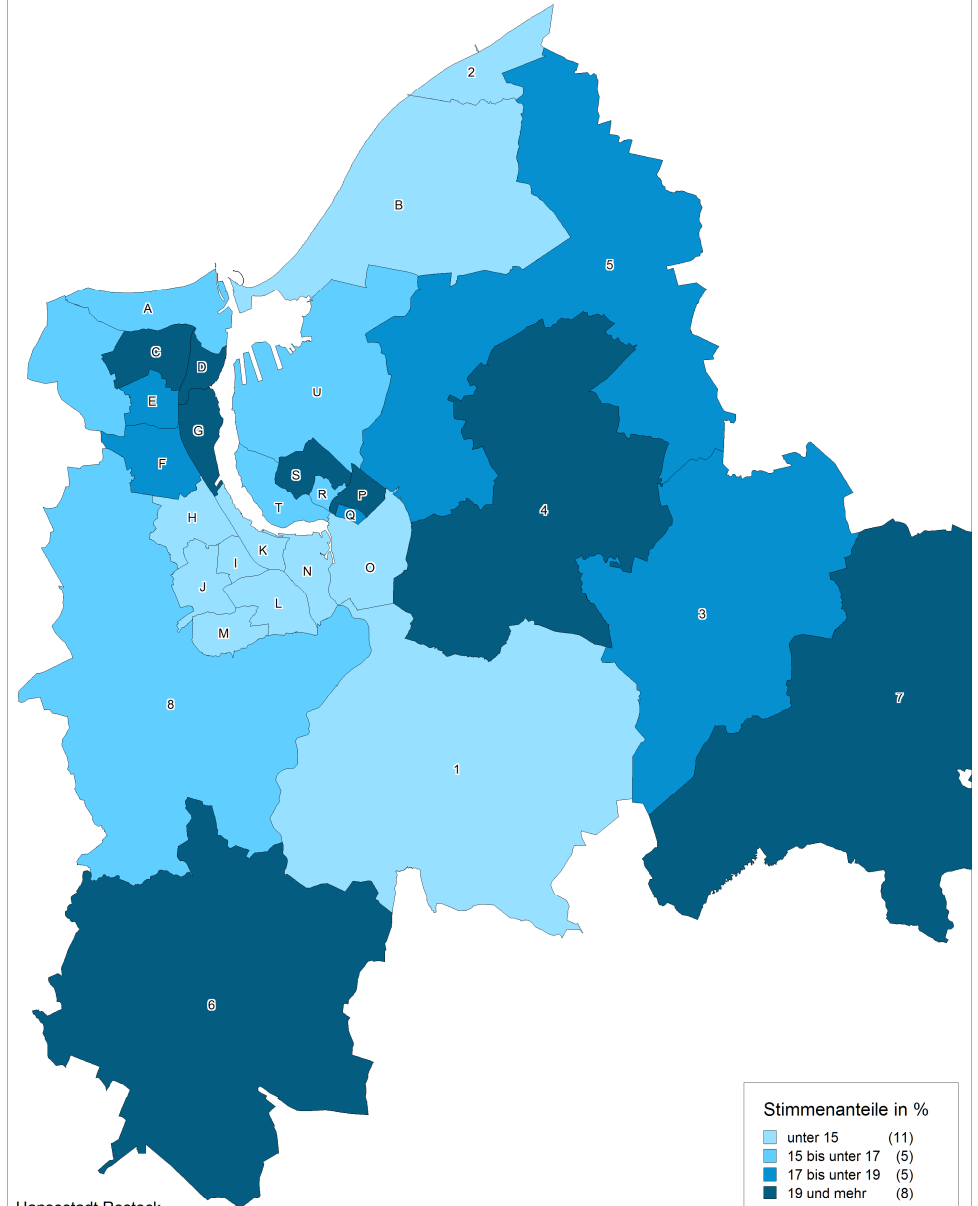 2
B
5
A
4
C
D
U
E
G
F
S
R
P
T
Q
H
K
I
N
O
J
L
M
3
7
8
1
6
Stimmenanteile in %
unter 15 (11)
15 bis unter 17 (5)
17 bis unter 19 (5)
19 und mehr (8)